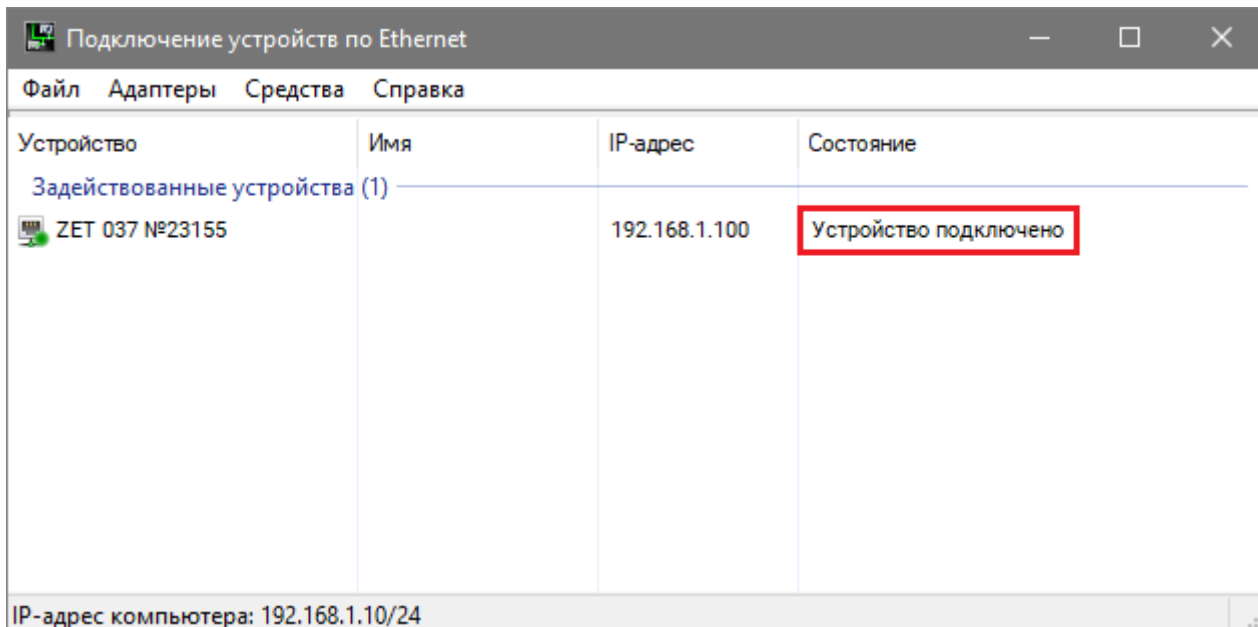 Подключение устройств по Ethernet
Файл Адаптеры Средства Справка
Устройство Имя IP-адрес Состояние
Задействованные устройства (1)
ZET 037 №23155 192.168.1.100 Устройство подключено
IP-адрес компьютера: 192.168.1.10/24